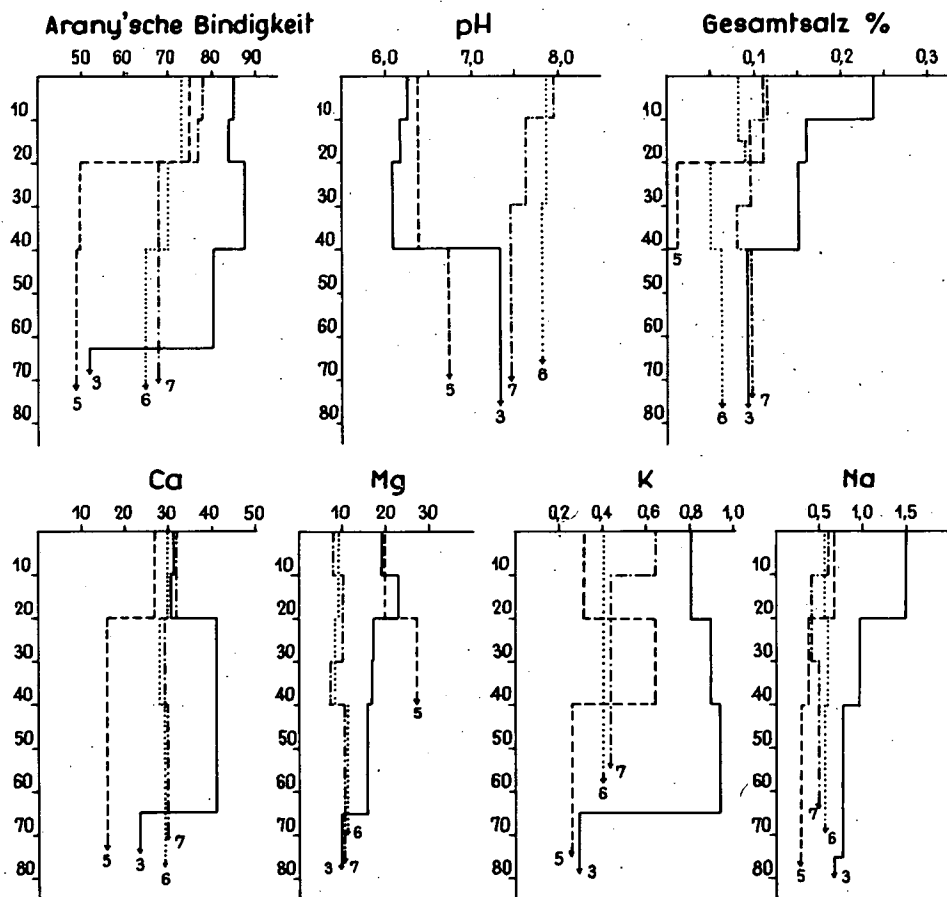 Arany'sche Bindigkeit
pH
Gesamtsalz %
50 60 70 80 90
6,0 7,0 8,0
0,1 0,2 0,3
10 10 10
20 20 20
30 30 30
40 40 40
50 50 50
60 60 60
70 70 70
80 80 80
5 3 6 7
5 3 7 6
5 6 3 7
Ca
Mg
K
Na
10 20 30 40 50
10 20 30
0,2 0,4 0,6 0,8 1,0
0,5 1,0 1,5
10 10 10 10
20 20 20 20
30 30 30 30
40 40 40 40
50 50 50 50
60 60 60 60
70 70 70 70
80 80 80 80
5 3 6 7
3 7 6 5
5 3 6 7
5 7 6 3